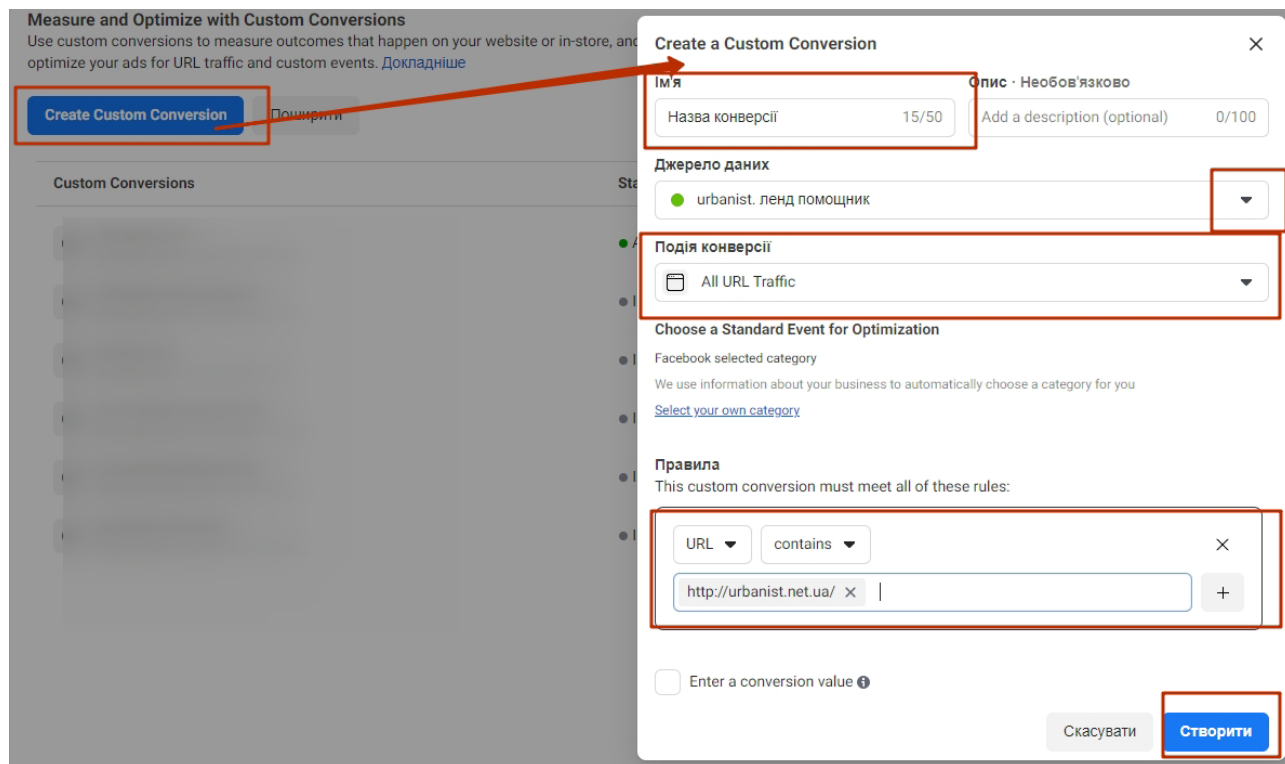 Measure and Optimize with Custom Conversions
Use custom conversions to measure outcomes that happen on your website or in-store, and
optimize your ads for URL traffic and custom events. Докладніше
Create Custom Conversion
Поширити
Custom Conversions
Create a Custom Conversion
Ім'я
Опис · Необов'язково
Назва конверсії 15/50
Add a description (optional) 0/100
Джерело даних
urbanist. ленд помощник
Подія конверсії
All URL Traffic
Choose a Standard Event for Optimization
Facebook selected category
We use information about your business to automatically choose a category for you
Select your own category
Правила
This custom conversion must meet all of these rules:
URL contains
http://urbanist.net.ua/
Enter a conversion value
Скасувати Створити